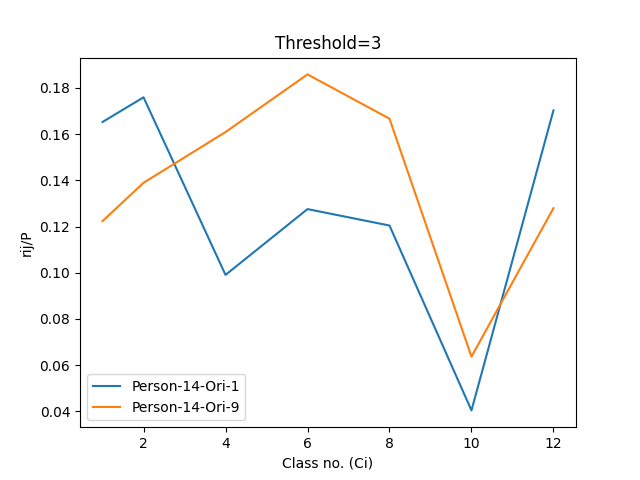 Threshold=3
0.18
0.16
0.14
0.12
0.10
0.08
0.06
0.04
rij/P
Person-14-Ori-1
Person-14-Ori-9
2 4 6 8 10 12
Class no. (Ci)